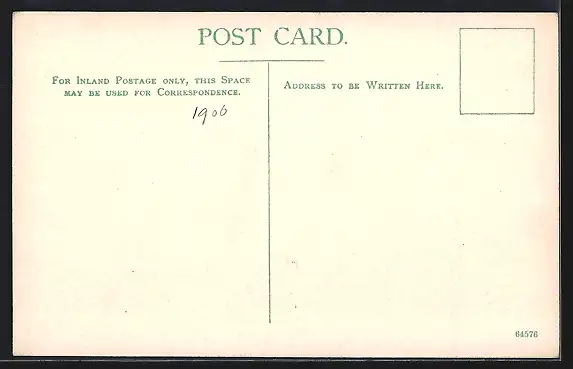 POST CARD.
For Inland Postage only, this Space
may be used for Correspondence.
1906
Address to be Written Here.
64576